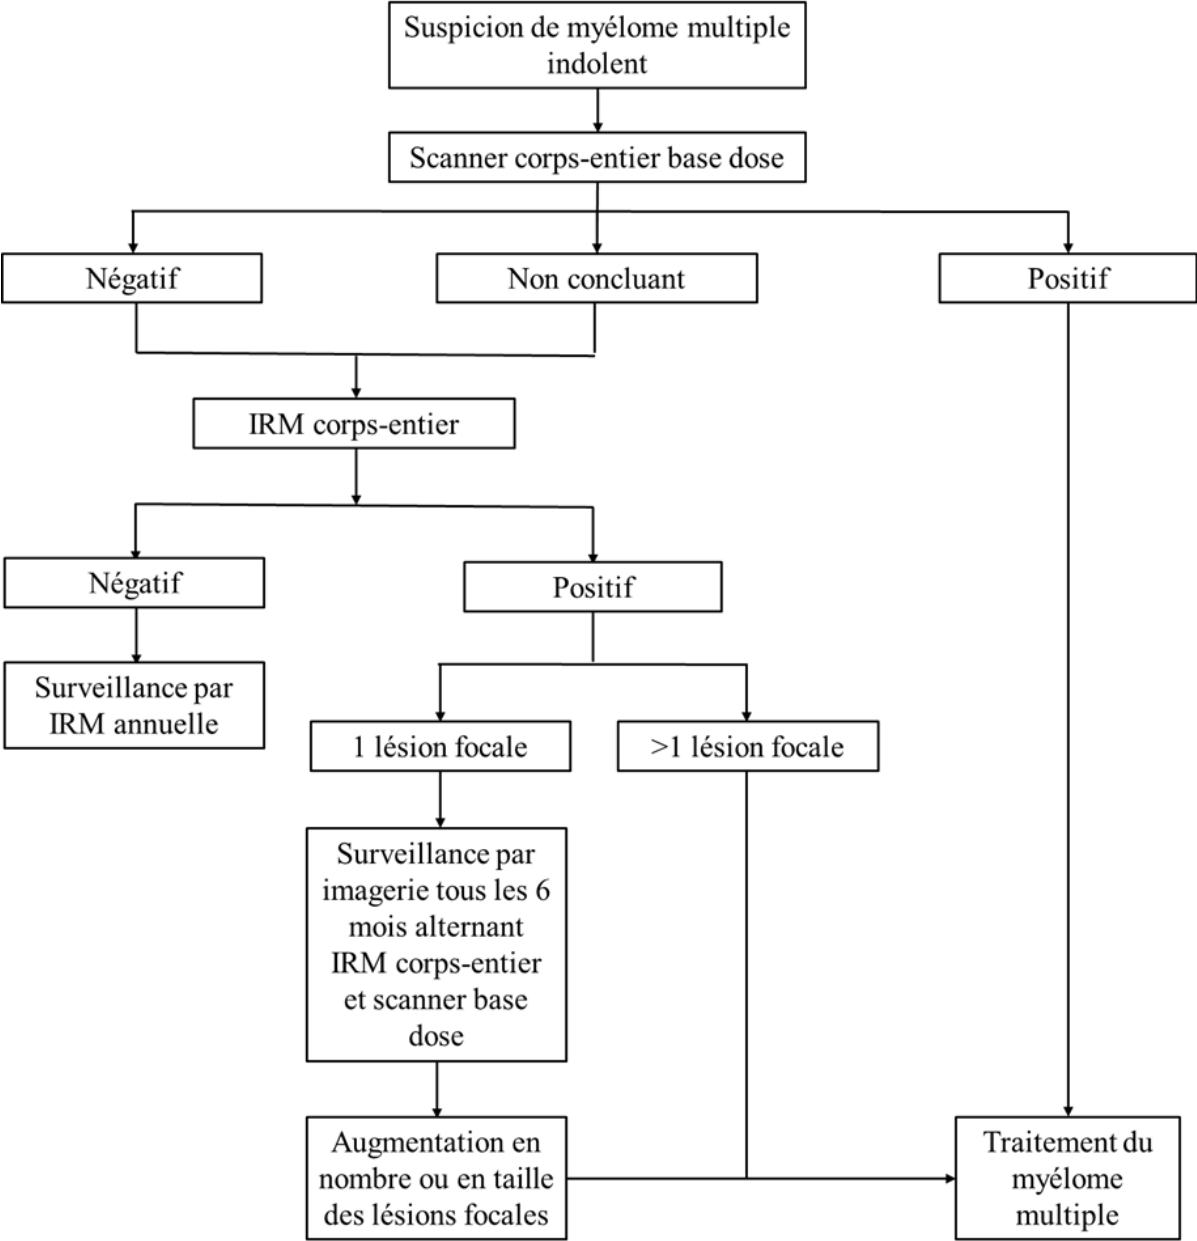 Suspicion de myélome multiple
indolent
Scanner corps-entier base dose
Négatif
Non concluant
Positif
IRM corps-entier
Négatif
Positif
Surveillance par
IRM annuelle
1 lésion focale
>1 lésion focale
Surveillance par
imagerie tous les 6
mois alternant
IRM corps-entier
et scanner base
dose
Augmentation en
nombre ou en taille
des lésions focales
Traitement du
myélome
multiple